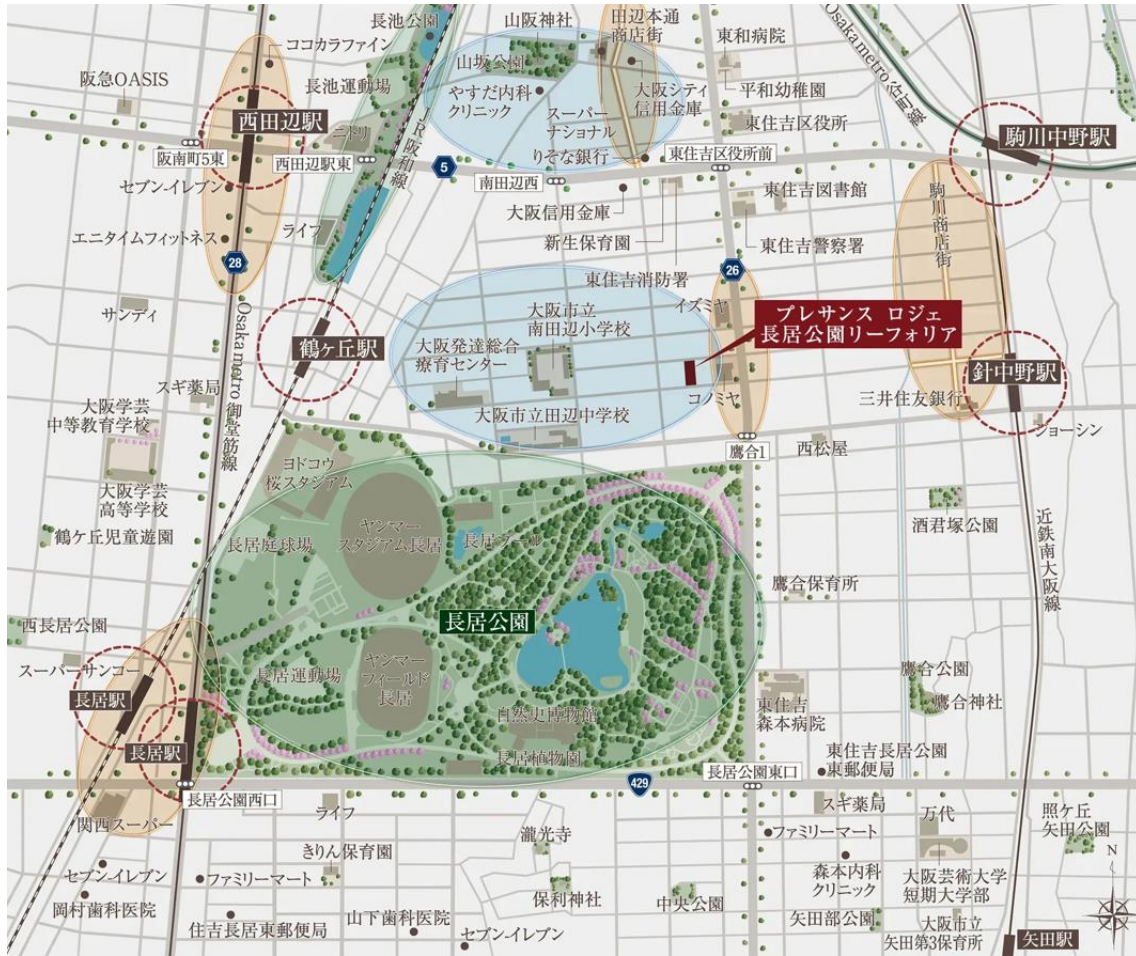 長池公園
山阪神社
田辺本通
商店街
東和病院
Osaka metro 谷町線
ココカラファイン
阪急OASIS
長池運動場
山坂公園
やすだ内科
クリニック
大阪シティ
信用金庫
平和幼稚園
西田辺駅
ニトリ
JR阪和線
スーパー
ナショナル
東住吉区役所
駒川中野駅
阪南町5東
西田辺駅東
5
りそな銀行
東住吉区役所前
南田辺西
セブン-イレブン
大阪信用金庫
東住吉図書館
駒川商店街
エニタイムフィットネス
ライフ
新生保育園
東住吉警察署
28
26
東住吉消防署
サンディ
Osaka metro 御堂筋線
大阪市立
南田辺小学校
イズミヤ
プレサンス ロジェ
長居公園リーフォリア
鶴ヶ丘駅
大阪発達総合
療育センター
針中野駅
スギ薬局
コノミヤ
三井住友銀行
大阪学芸
中等教育学校
大阪市立田辺中学校
ジョーシン
鷹合1
西松屋
ヨドコウ
桜スタジアム
大阪学芸
高等学校
ヤンマー
スタジアム長居
酒君塚公園
鶴ケ丘児童遊園
長居庭球場
長居プール
近鉄南大阪線
鷹合保育所
長居公園
西長居公園
スーパーサンコー
長居運動場
ヤンマー
フィールド
長居
鷹合公園
長居駅
東住吉
森本病院
鷹合神社
自然史博物館
長居駅
長居植物園
東住吉長居公園
東郵便局
長居公園東口
429
長居公園西口
関西スーパー
ライフ
スギ薬局
万代
照ケ丘
矢田公園
瀧光寺
ファミリーマート
きりん保育園
N
セブン-イレブン
ファミリーマート
森本内科
クリニック
大阪芸術大学
短期大学部
岡村歯科医院
保利神社
中央公園
住吉長居東郵便局
山下歯科医院
矢田部公園
大阪市立
矢田第3保育所
セブン-イレブン
矢田駅